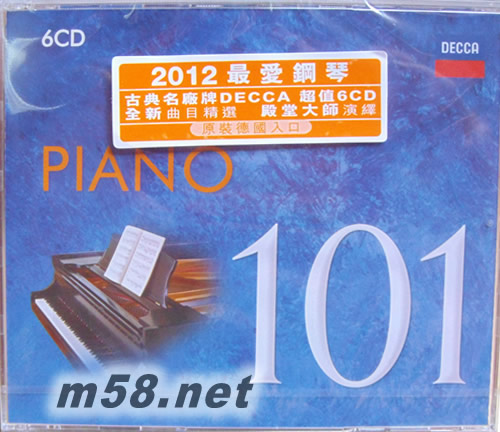 6CD
DECCA
2012 最愛鋼琴
古典名廠牌DECCA 超值6CD
全新曲目精選 殿堂大師演繹
原裝德國入口
PIANO
101
m58.net